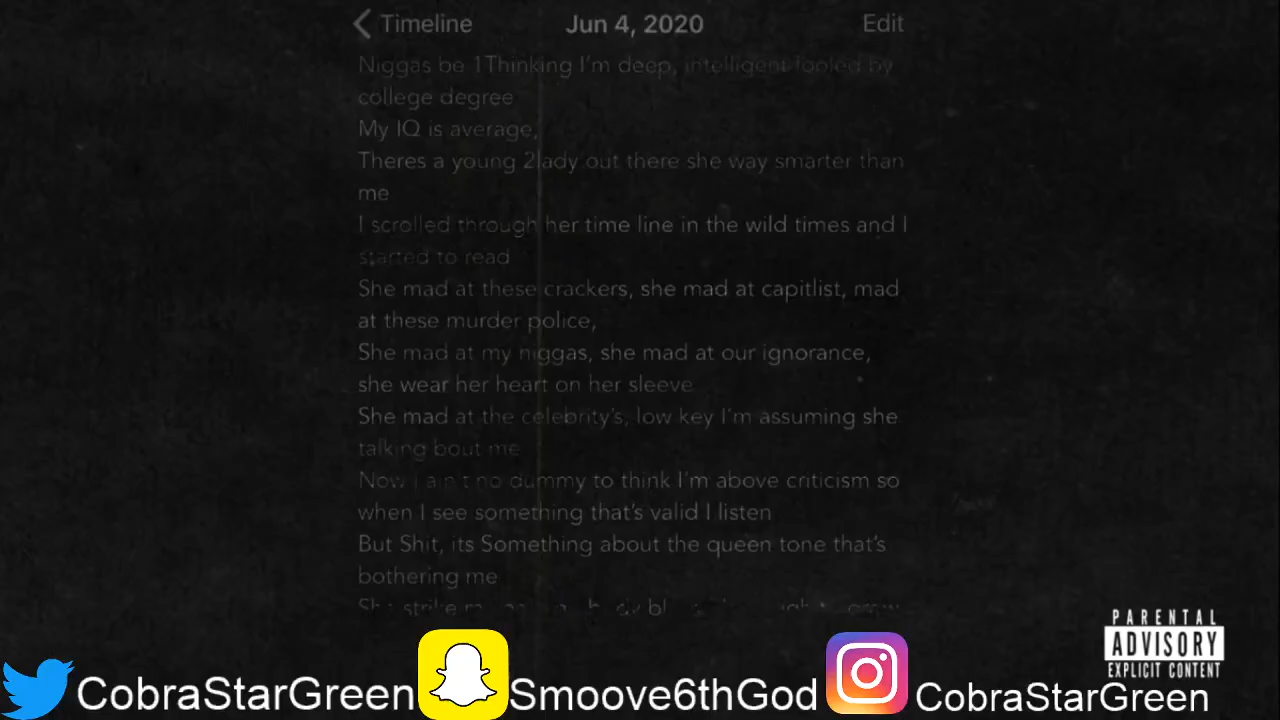 Timeline Jun 4, 2020 Edit
Niggas be 1Thinking I'm deep, intelligent fooled by
college degree
My IQ is average,
Theres a young 2lady out there she way smarter than
me
I scrolled through her time line in the wild times and I
started to read
She mad at these crackers, she mad at capitlist, mad
at these murder police,
She mad at my niggas, she mad at our ignorance,
she wear her heart on her sleeve
She mad at the celebrity's, low key I'm assuming she
talking bout me
Now I ain't no dummy to think I'm above criticism so
when I see something that's valid I listen
But Shit, its Something about the queen tone that's
bothering me
She strike
PARENTAL
ADVISORY
EXPLICIT CONTENT
CobraStarGreen Smoove6thGod CobraStarGreen